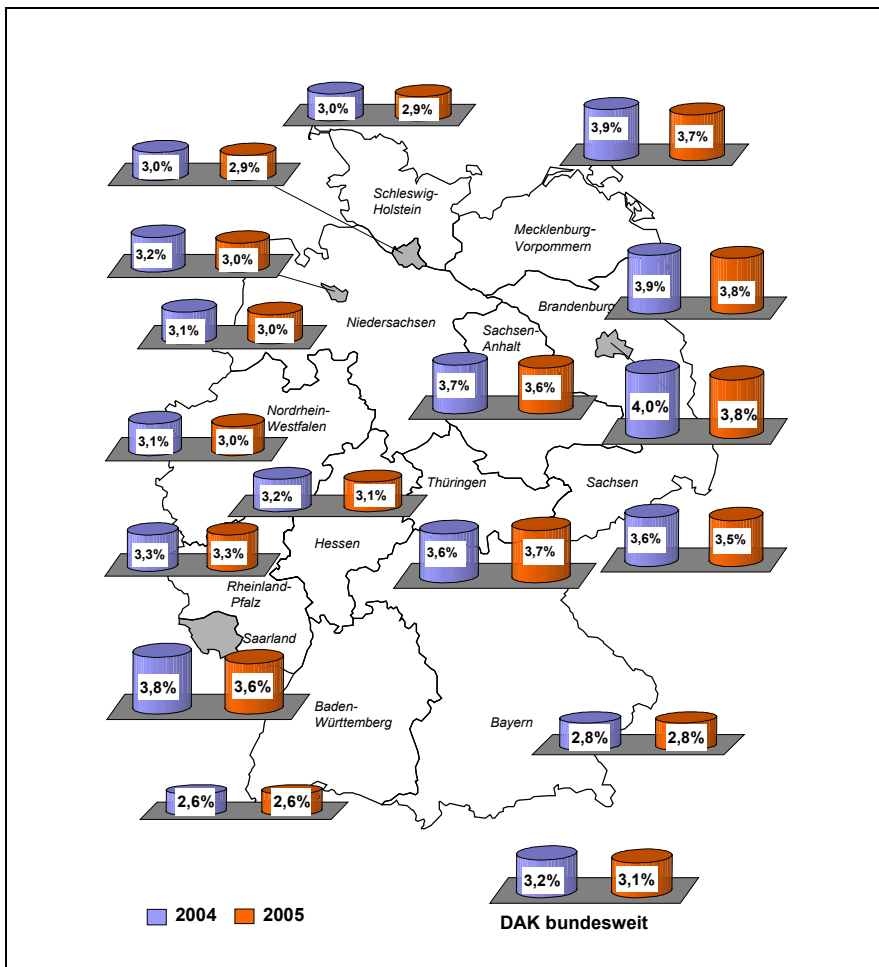 3,0% 2,9%
3,9% 3,7%
3,0% 2,9%
Schleswig-
Holstein
Mecklenburg-
Vorpommern
3,2% 3,0%
3,9% 3,8%
Brandenburg
3,1% 3,0%
Niedersachsen
Sachsen-
Anhalt
3,7% 3,6%
4,0% 3,8%
Nordrhein-
Westfalen
3,1% 3,0%
3,2% 3,1%
Thüringen
Sachsen
3,3% 3,3%
Hessen
3,6% 3,7%
3,6% 3,5%
Rheinland-
Pfalz
Saarland
3,8% 3,6%
Baden-
Württemberg
Bayern
2,8% 2,8%
2,6% 2,6%
3,2% 3,1%
2004 2005
DAK bundesweit